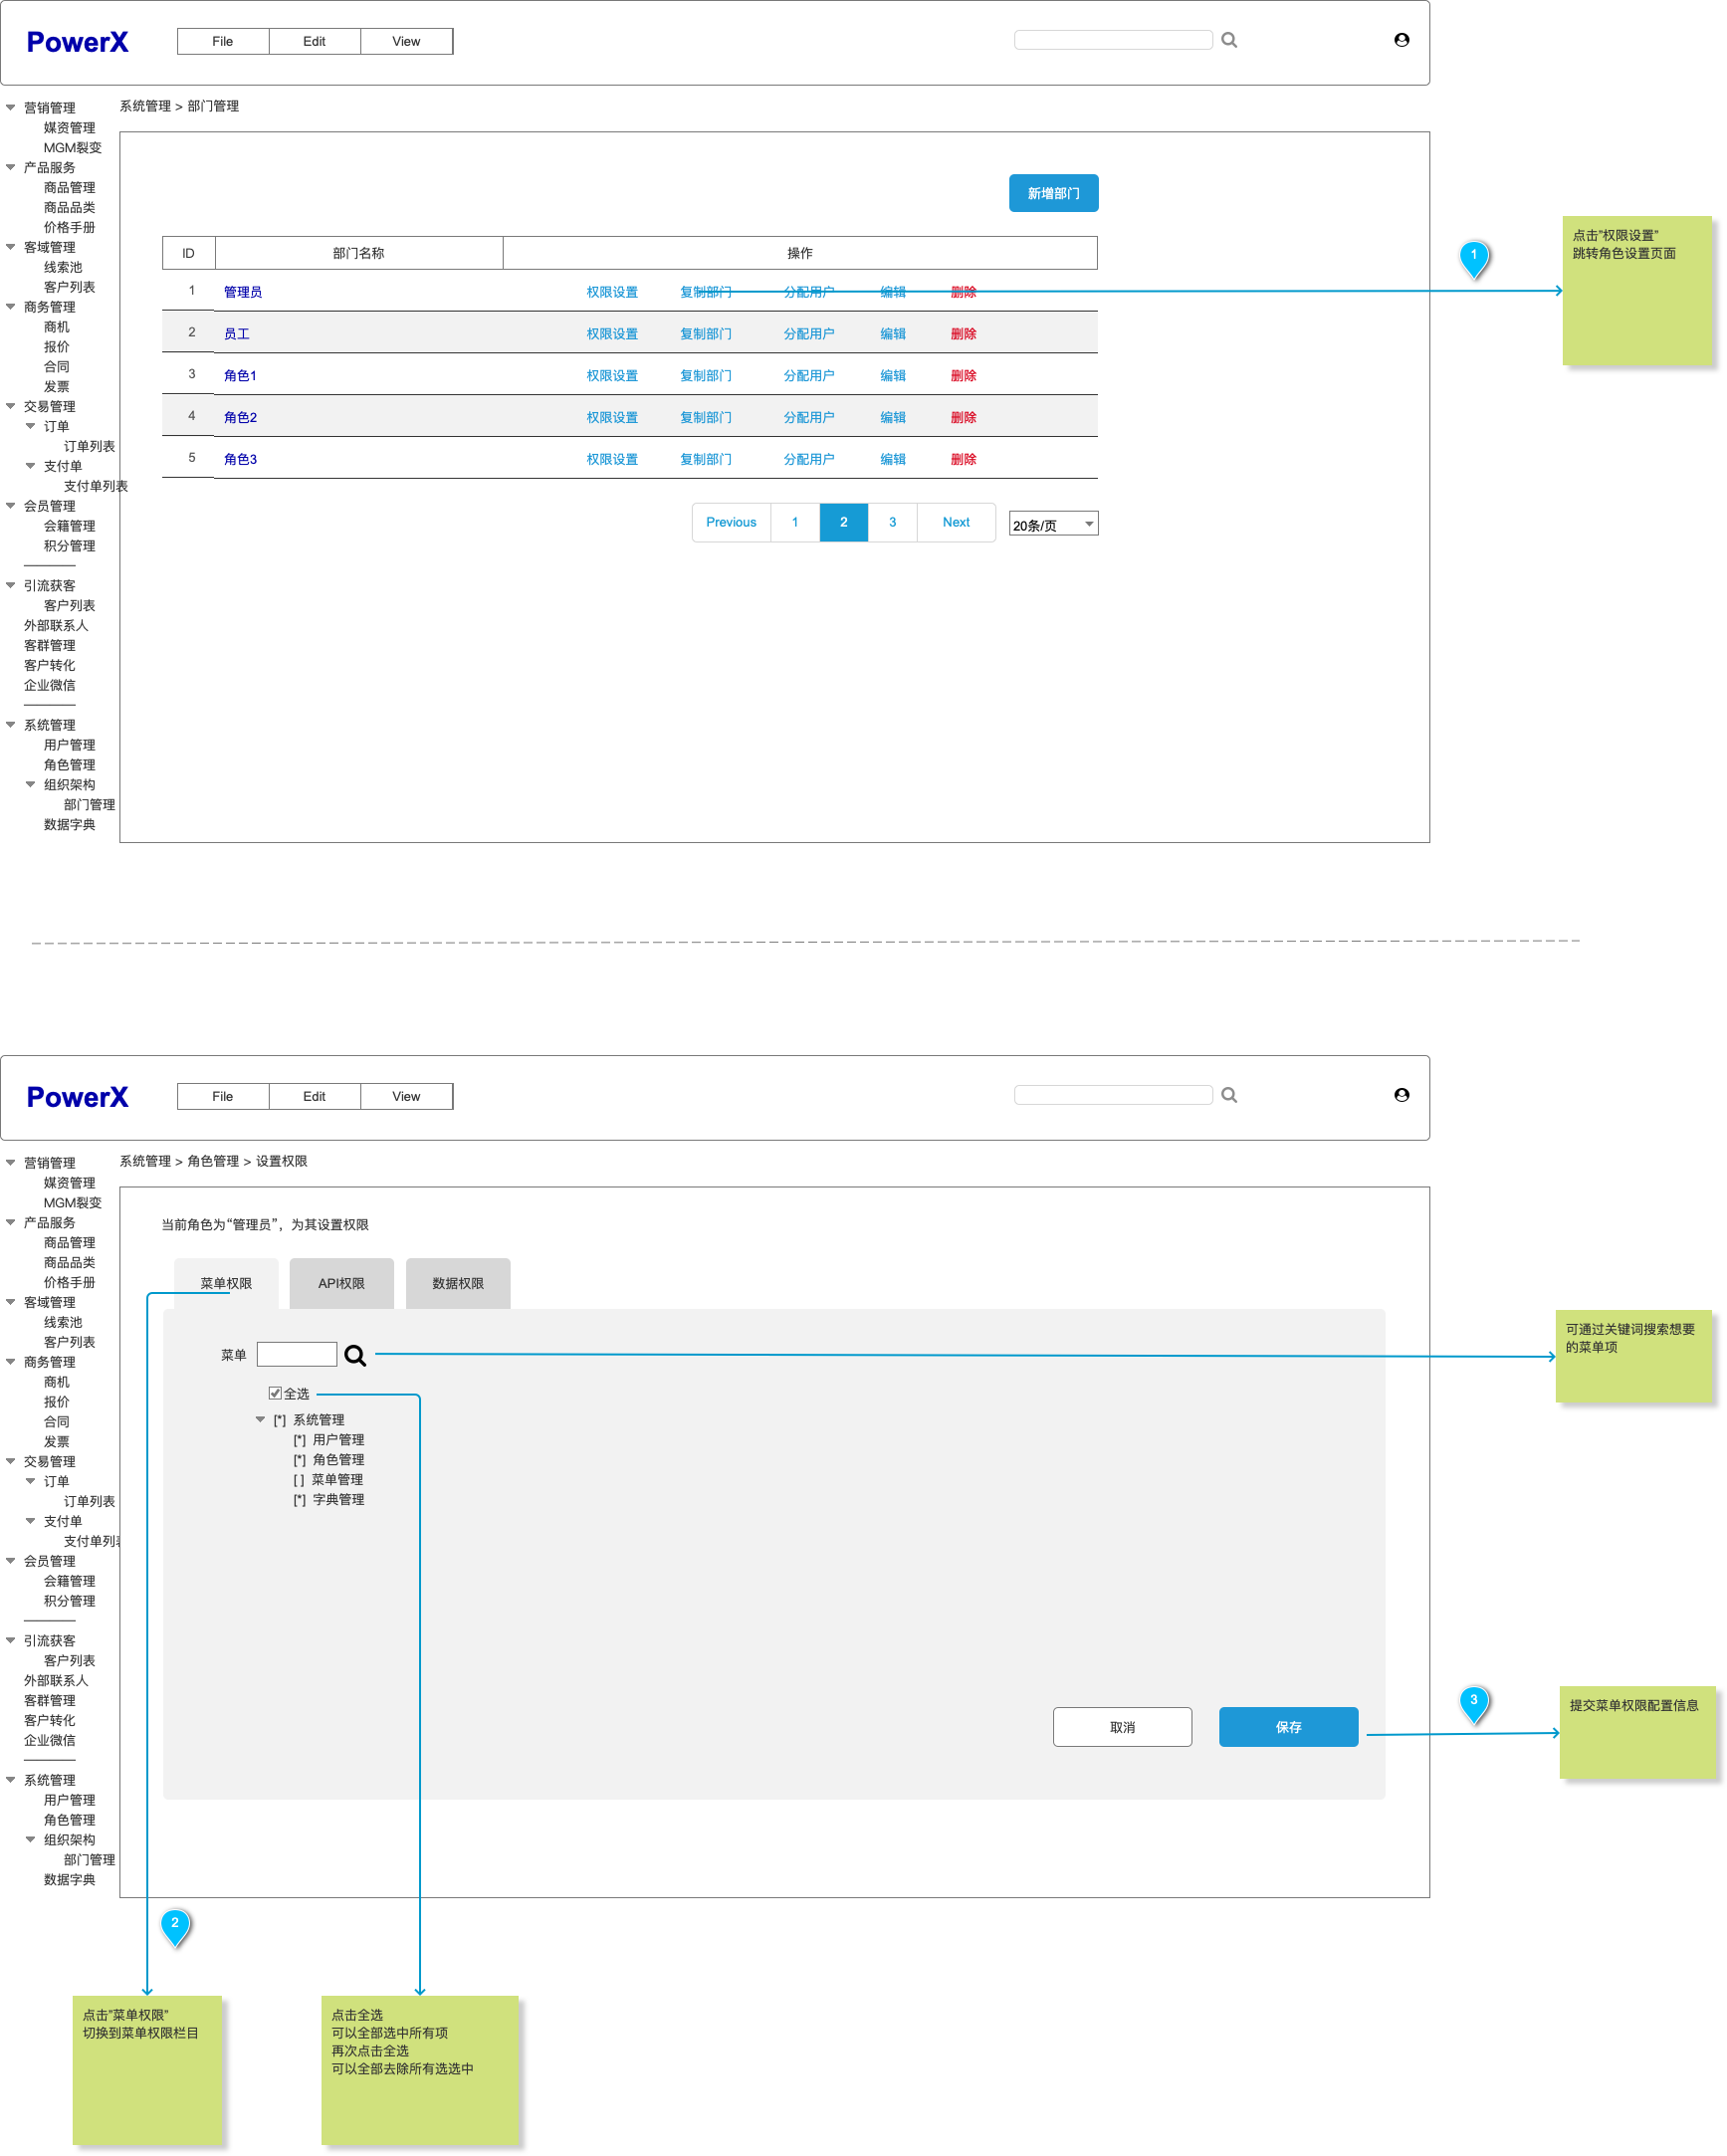 PowerX
File Edit View
系统管理 > 部门管理
营销管理
媒资管理
MGM裂变
产品服务
商品管理
商品品类
价格手册
客域管理
线索池
客户列表
商务管理
商机
报价
合同
发票
交易管理
订单
订单列表
支付单
支付单列表
会员管理
会籍管理
积分管理
引流获客
客户列表
外部联系人
客群管理
客户转化
企业微信
系统管理
用户管理
角色管理
组织架构
部门管理
数据字典
新增部门
ID 部门名称 操作
1 管理员 权限设置 复制部门 分配用户 编辑 删除
2 员工 权限设置 复制部门 分配用户 编辑 删除
3 角色1 权限设置 复制部门 分配用户 编辑 删除
4 角色2 权限设置 复制部门 分配用户 编辑 删除
5 角色3 权限设置 复制部门 分配用户 编辑 删除
Previous 1 2 3 Next 20条/页
1
点击"权限设置"
跳转角色设置页面
PowerX
File Edit View
系统管理 > 角色管理 > 设置权限
营销管理
媒资管理
MGM裂变
产品服务
商品管理
商品品类
价格手册
客域管理
线索池
客户列表
商务管理
商机
报价
合同
发票
交易管理
订单
订单列表
支付单
支付单列
会员管理
会籍管理
积分管理
引流获客
客户列表
外部联系人
客群管理
客户转化
企业微信
系统管理
用户管理
角色管理
组织架构
部门管理
数据字典
当前角色为“管理员”，为其设置权限
菜单权限 API权限 数据权限
菜单
全选
[*] 系统管理
[*] 用户管理
[*] 角色管理
[ ] 菜单管理
[*] 字典管理
取消 保存
可通过关键词搜索想要
的菜单项
3
提交菜单权限配置信息
2
点击"菜单权限"
切换到菜单权限栏目
点击全选
可以全部选中所有项
再次点击全选
可以全部去除所有选选中